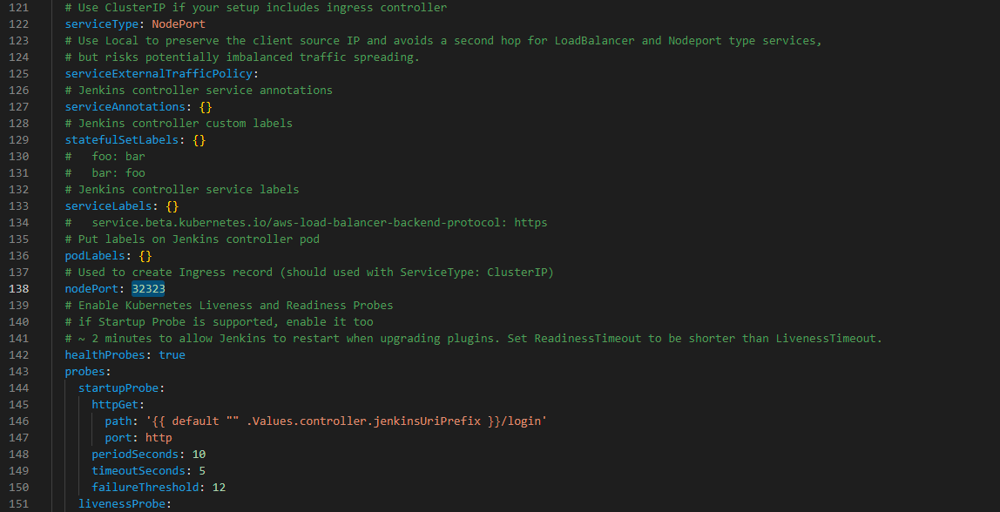 121 # Use ClusterIP if your setup includes ingress controller
122 serviceType: NodePort
123 # Use Local to preserve the client source IP and avoids a second hop for LoadBalancer and Nodeport type services,
124 # but risks potentially imbalanced traffic spreading.
125 serviceExternalTrafficPolicy:
126 # Jenkins controller service annotations
127 serviceAnnotations: {}
128 # Jenkins controller custom labels
129 statefulSetLabels: {}
130 #   foo: bar
131 #   bar: foo
132 # Jenkins controller service labels
133 serviceLabels: {}
134 #   service.beta.kubernetes.io/aws-load-balancer-backend-protocol: https
135 # Put labels on Jenkins controller pod
136 podLabels: {}
137 # Used to create Ingress record (should used with ServiceType: ClusterIP)
138 nodePort: 32323
139 # Enable Kubernetes Liveness and Readiness Probes
140 # if Startup Probe is supported, enable it too
141 # ~ 2 minutes to allow Jenkins to restart when upgrading plugins. Set ReadinessTimeout to be shorter than LivenessTimeout.
142 healthProbes: true
143 probes:
144   startupProbe:
145     httpGet:
146       path: '{{ default "" .Values.controller.jenkinsUriPrefix }}/login'
147       port: http
148     periodSeconds: 10
149     timeoutSeconds: 5
150     failureThreshold: 12
151   livenessProbe: